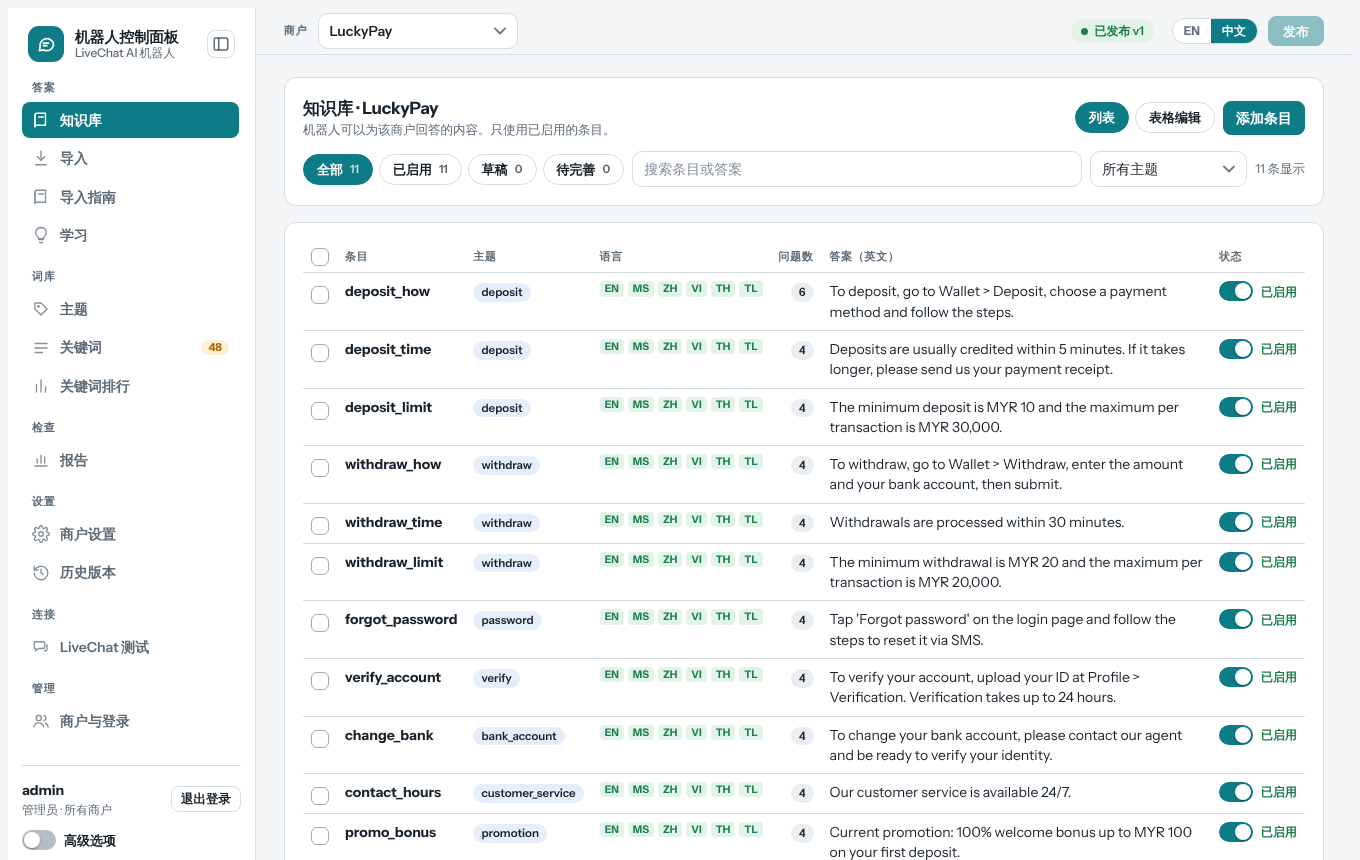 机器人控制面板
LiveChat AI 机器人
答案
知识库
导入
导入指南
学习
词库
主题
关键词 48
关键词排行
检查
报告
设置
商户设置
历史版本
连接
LiveChat 测试
管理
商户与登录
admin
管理员·所有商户
退出登录
高级选项
商户 LuckyPay 已发布 v1 EN 中文 发布
知识库·LuckyPay
机器人可以为该商户回答的内容。只使用已启用的条目。
列表 表格编辑 添加条目
全部 11 已启用 11 草稿 0 待完善 0 搜索条目或答案 所有主题 11 条显示
条目 主题 语言 问题数 答案（英文） 状态
deposit_how deposit EN MS ZH VI TH TL 6 To deposit, go to Wallet > Deposit, choose a payment 已启用
method and follow the steps.
deposit_time deposit EN MS ZH VI TH TL 4 Deposits are usually credited within 5 minutes. If it takes 已启用
longer, please send us your payment receipt.
deposit_limit deposit EN MS ZH VI TH TL 4 The minimum deposit is MYR 10 and the maximum per 已启用
transaction is MYR 30,000.
withdraw_how withdraw EN MS ZH VI TH TL 4 To withdraw, go to Wallet > Withdraw, enter the amount 已启用
and your bank account, then submit.
withdraw_time withdraw EN MS ZH VI TH TL 4 Withdrawals are processed within 30 minutes. 已启用
withdraw_limit withdraw EN MS ZH VI TH TL 4 The minimum withdrawal is MYR 20 and the maximum per 已启用
transaction is MYR 20,000.
forgot_password password EN MS ZH VI TH TL 4 Tap 'Forgot password' on the login page and follow the 已启用
steps to reset it via SMS.
verify_account verify EN MS ZH VI TH TL 4 To verify your account, upload your ID at Profile > 已启用
Verification. Verification takes up to 24 hours.
change_bank bank_account EN MS ZH VI TH TL 4 To change your bank account, please contact our agent 已启用
and be ready to verify your identity.
contact_hours customer_service EN MS ZH VI TH TL 4 Our customer service is available 24/7. 已启用
promo_bonus promotion EN MS ZH VI TH TL 4 Current promotion: 100% welcome bonus up to MYR 100 已启用
on your first deposit.